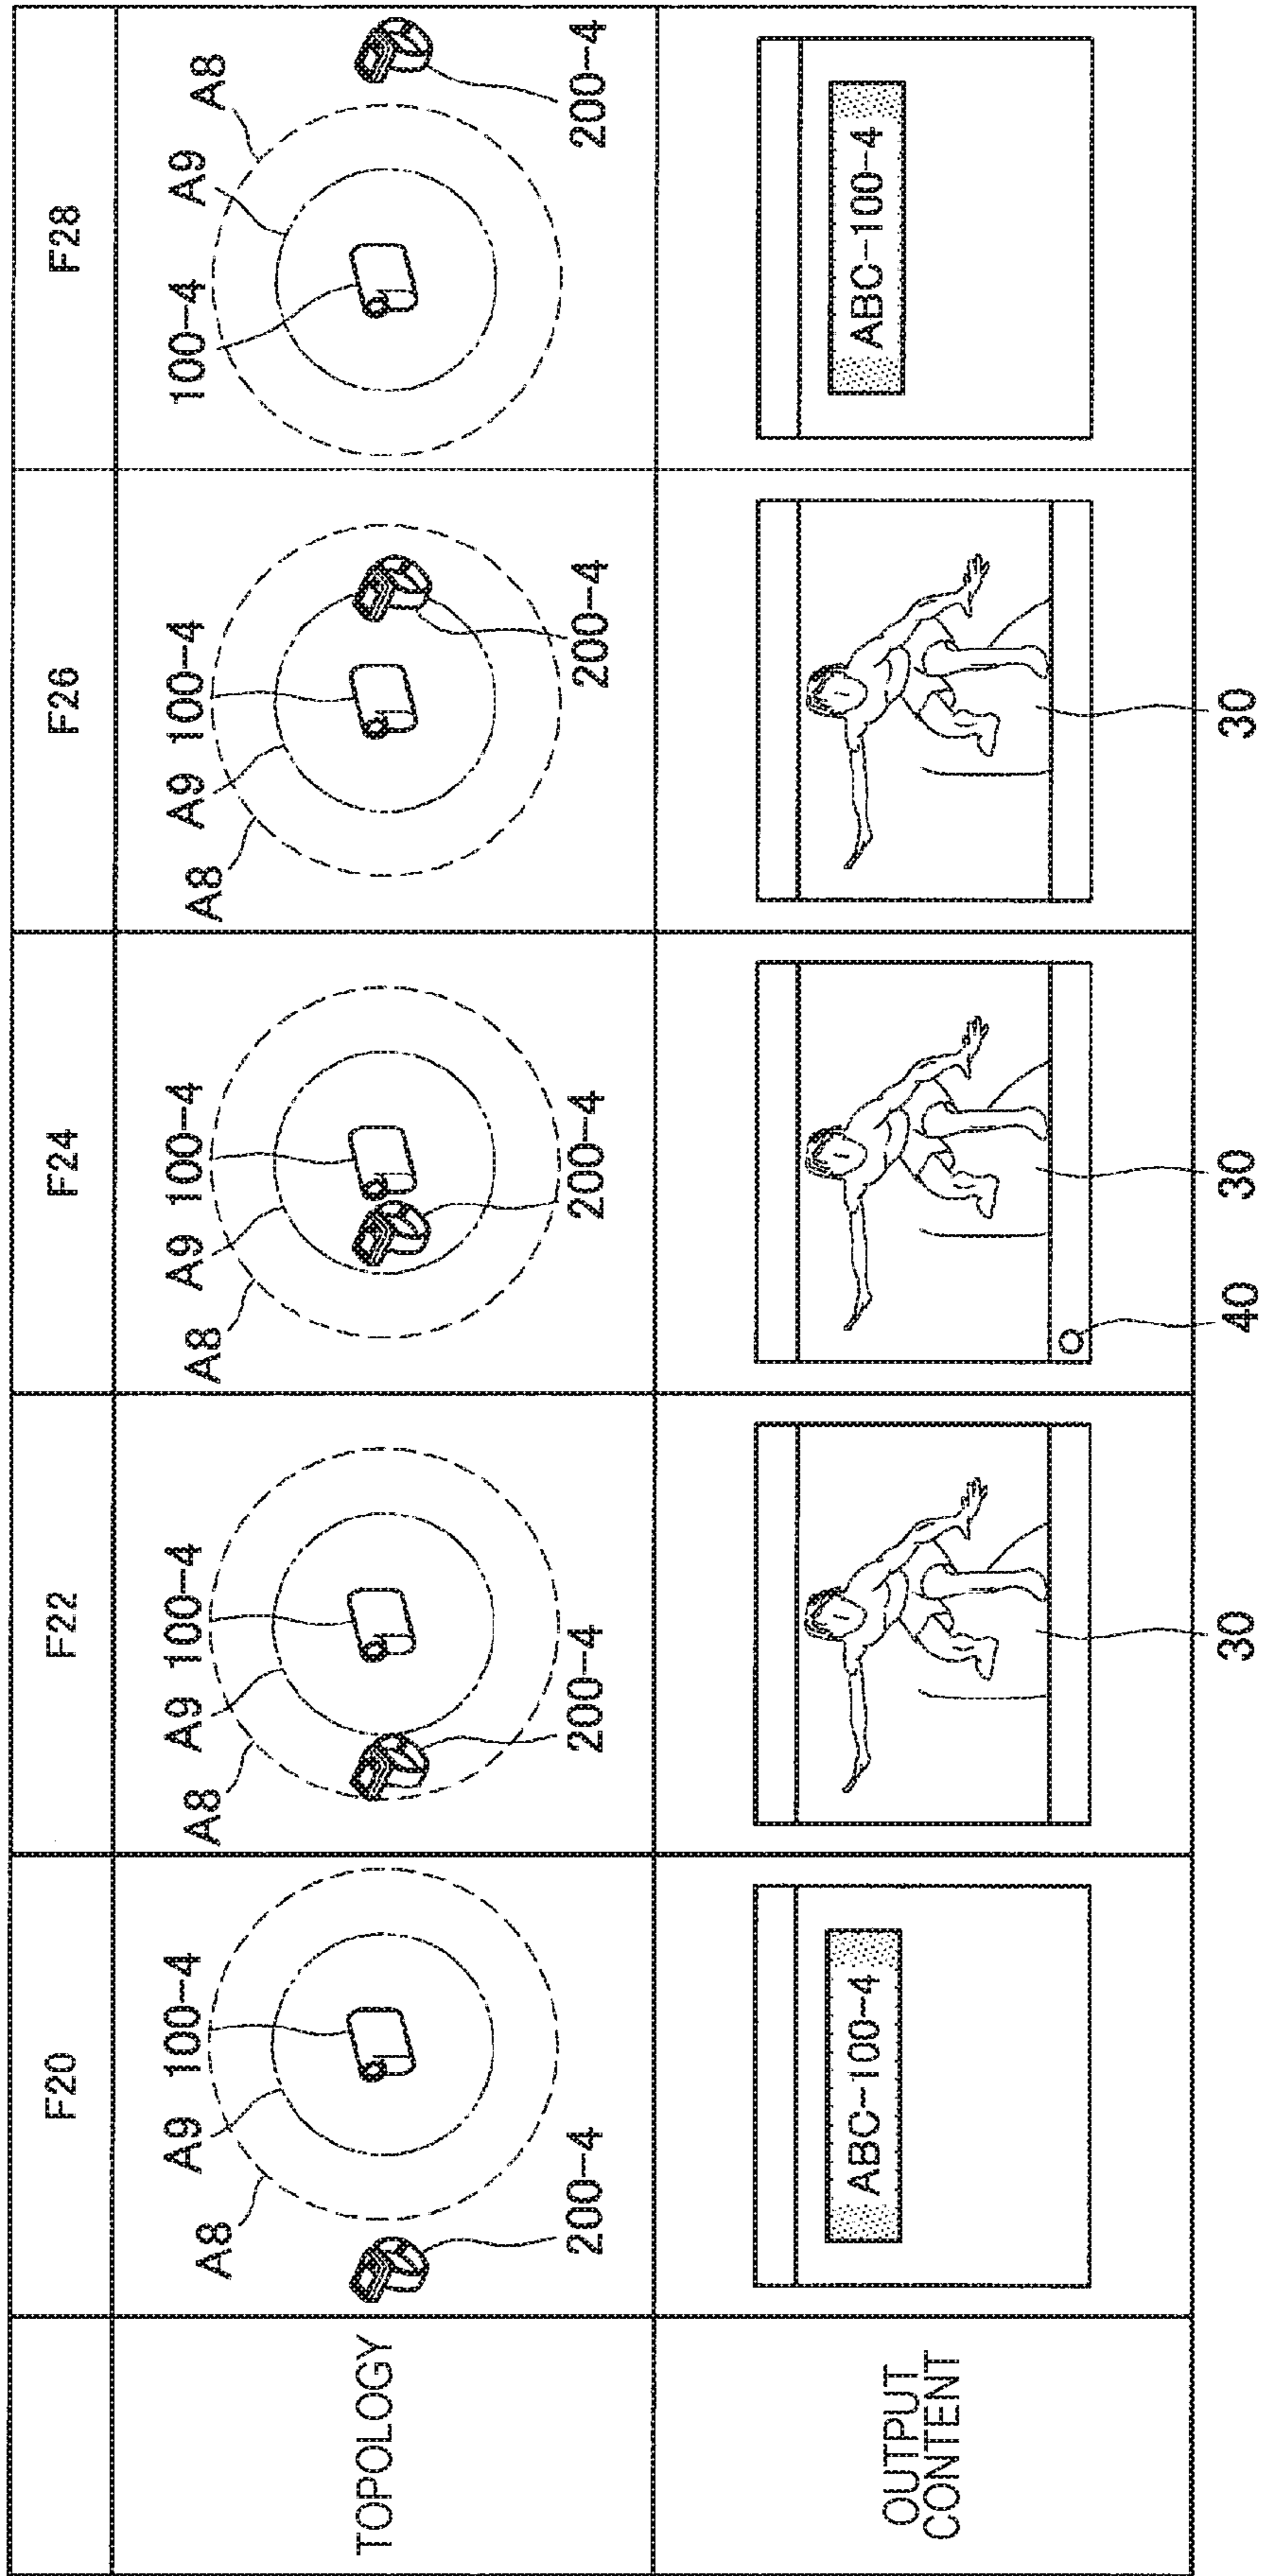 F20 F22 F24 F26 F28
TOPOLOGY
A8 A9 100-4 200-4
A8 A9 100-4 200-4
A8 A9 100-4 200-4
A8 A9 100-4 200-4
100-4 A9 A8 200-4
OUTPUT
CONTENT
ABC-100-4
30
40 30
30
ABC-100-4